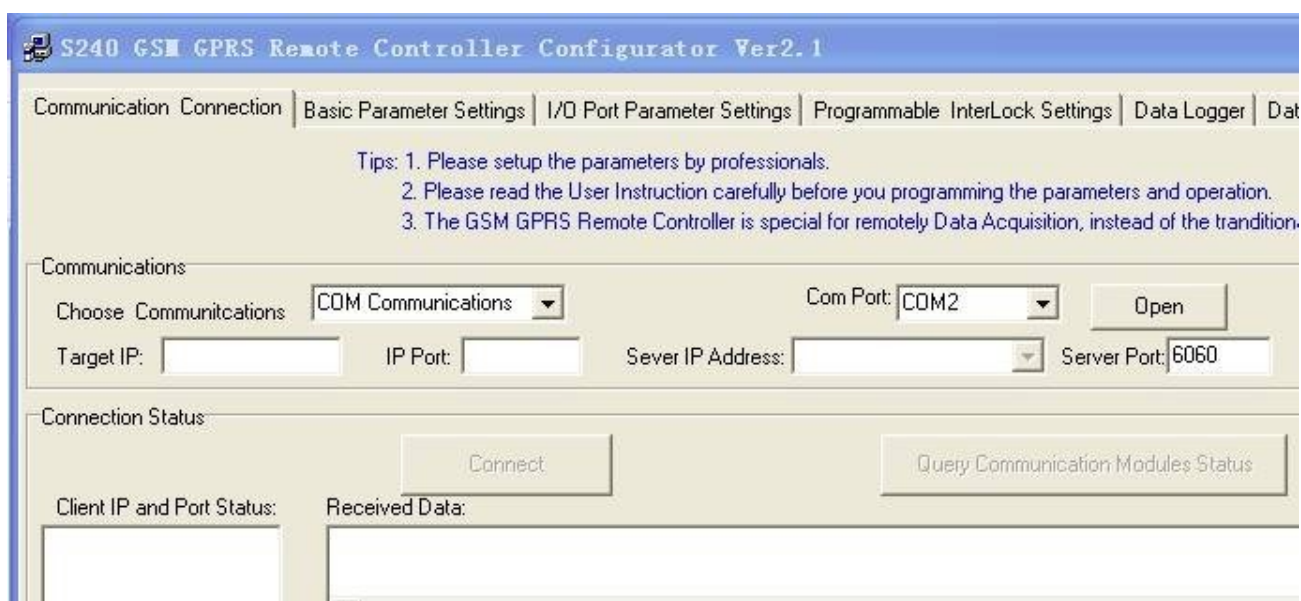 S240 GSM GPRS Remote Controller Configurator Ver2.1
Communication Connection Basic Parameter Settings I/O Port Parameter Settings Programmable InterLock Settings Data Logger Dat
Tips: 1. Please setup the parameters by professionals.
2. Please read the User Instruction carefully before you programming the parameters and operation.
3. The GSM GPRS Remote Controller is special for remotely Data Acquisition, instead of the trandition
Communications
Choose Communitcations COM Communications Com Port: COM2 Open
Target IP: IP Port: Sever IP Address: Server Port: 6060
Connection Status
Connect Query Communication Modules Status
Client IP and Port Status: Received Data: